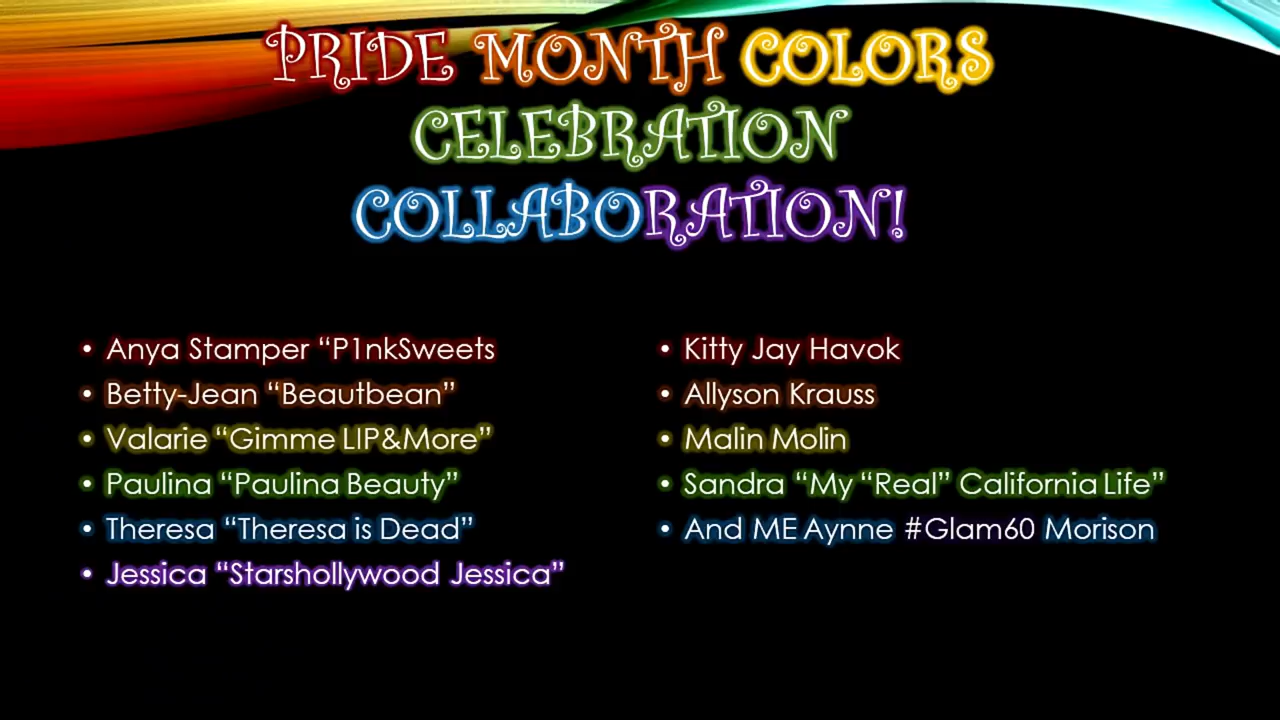 PRIDE MONTH COLORS
CELEBRATION
COLLABORATION!
• Anya Stamper “P1nkSweets
• Betty-Jean “Beautbean”
• Valarie “Gimme LIP&More”
• Paulina “Paulina Beauty”
• Theresa “Theresa is Dead”
• Jessica “Starshollywood Jessica”
• Kitty Jay Havok
• Allyson Krauss
• Malin Molin
• Sandra “My “Real” California Life”
• And ME Aynne #Glam60 Morison